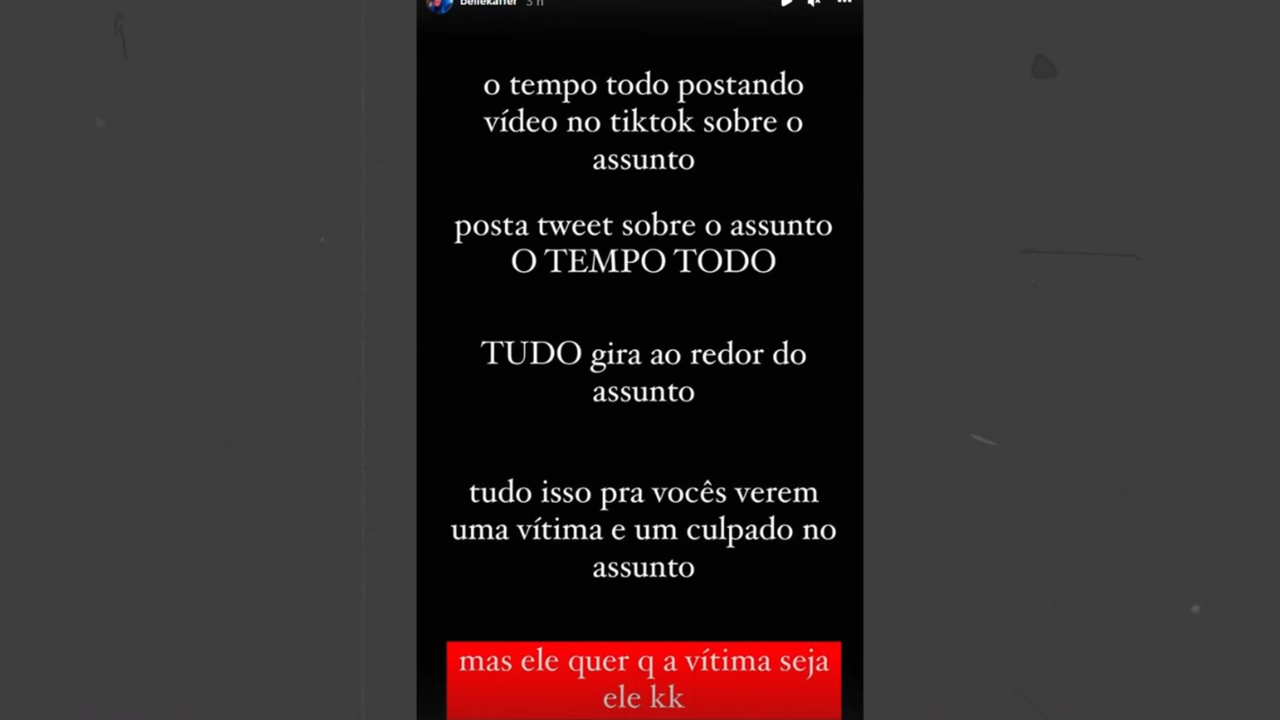 bellekaffer 3 h
o tempo todo postando
vídeo no tiktok sobre o
assunto
posta tweet sobre o assunto
O TEMPO TODO
TUDO gira ao redor do
assunto
tudo isso pra vocês verem
uma vítima e um culpado no
assunto
mas ele quer q a vítima seja
ele kk